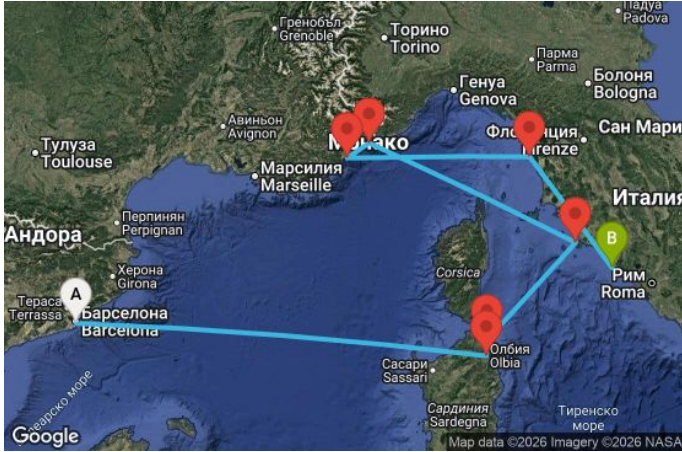 Падуа
Padova
Гренобъл
Grenoble
Торино
Torino
Парма
Parma
Генуа
Genova
Болоня
Bologna
Авиньон
Avignon
Тулуза
Toulouse
Монако
Сан Мари
Firenze
Марсилия
Marseille
Италия
Перпинян
Perpignan
Андора
Херона
Girona
Corsica
B
Рим
Roma
A
Тераса
Terrassa
Барселона
Barcelona
Олбия
Olbia
Сасари
Sassari
Сардиния
Sardegna
Тиренско
море
Google
Map data ©2026 Imagery ©2026 NASA